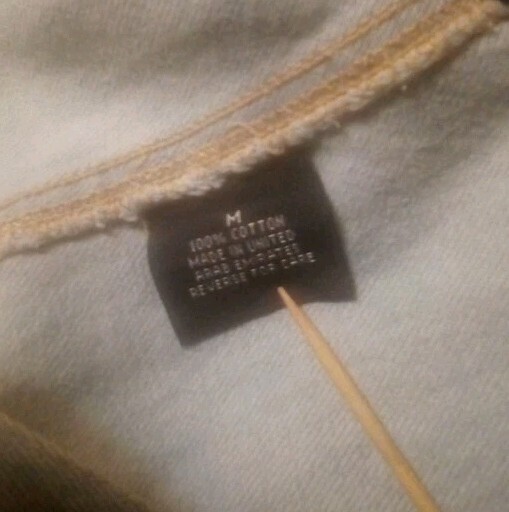 M
100% COTTON
MADE IN UNITED
ARAB EMIRATES
REVERSE FOR CARE